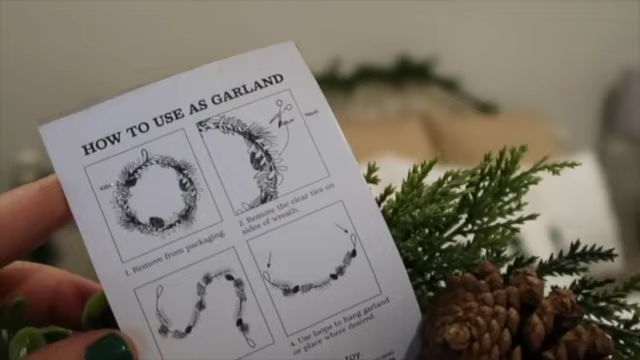 HOW TO USE AS GARLAND
1. Remove from packaging.
2. Remove the clear ties on
sides of wreath.
4. Use loops to hang garland
or place where desired.